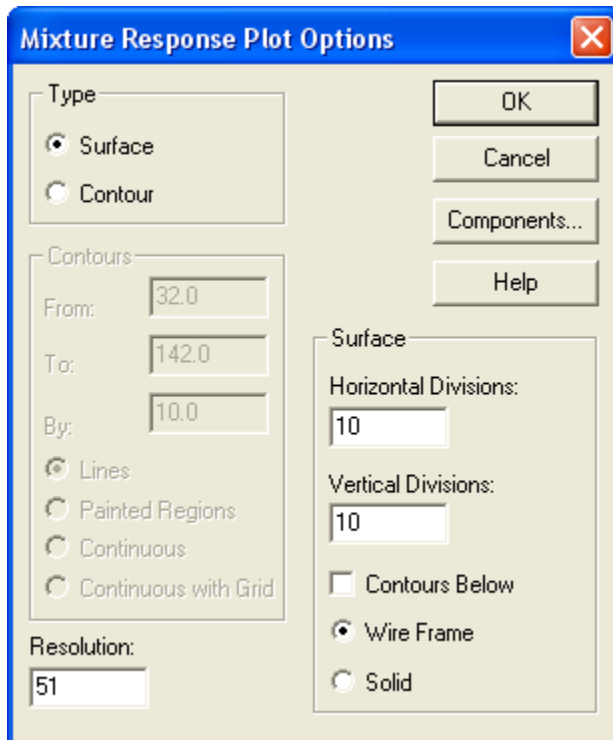 Mixture Response Plot Options
Type
Surface
Contour
OK
Cancel
Components...
Help
Contours
From:
32.0
To:
142.0
By:
10.0
Lines
Painted Regions
Continuous
Continuous with Grid
Resolution:
51
Surface
Horizontal Divisions:
10
Vertical Divisions:
10
Contours Below
Wire Frame
Solid